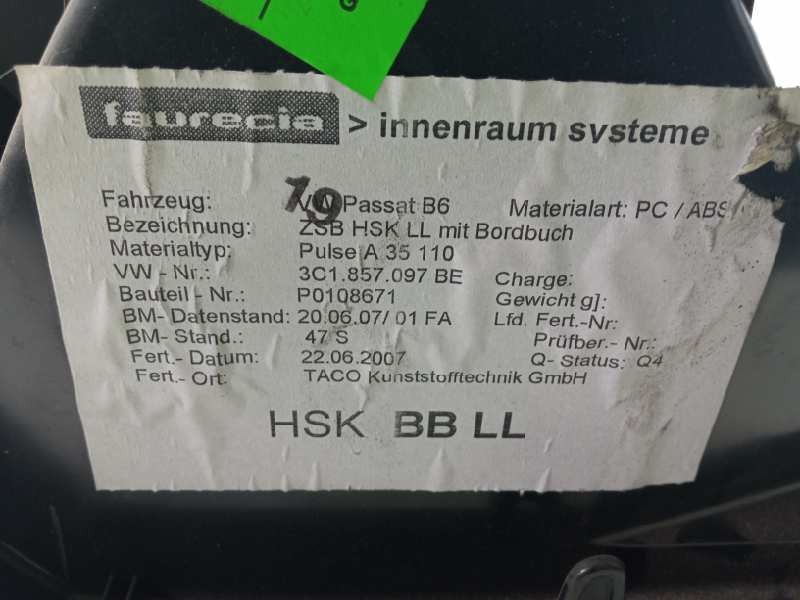 G
faurecia > innenraum systeme
19
Fahrzeug: VW Passat B6 Materialart: PC / ABS
Bezeichnung: ZSB HSK LL mit Bordbuch
Materialtyp: Pulse A 35 110
VW - Nr.: 3C1.857.097 BE Charge:
Bauteil - Nr.: P0108671 Gewicht g]:
BM- Datenstand: 20.06.07/ 01 FA Lfd. Fert.-Nr:
BM- Stand.: 47 S Prüfber.- Nr.:
Fert.- Datum: 22.06.2007 Q- Status: Q4
Fert.- Ort: TACO Kunststofftechnik GmbH
HSK BB LL